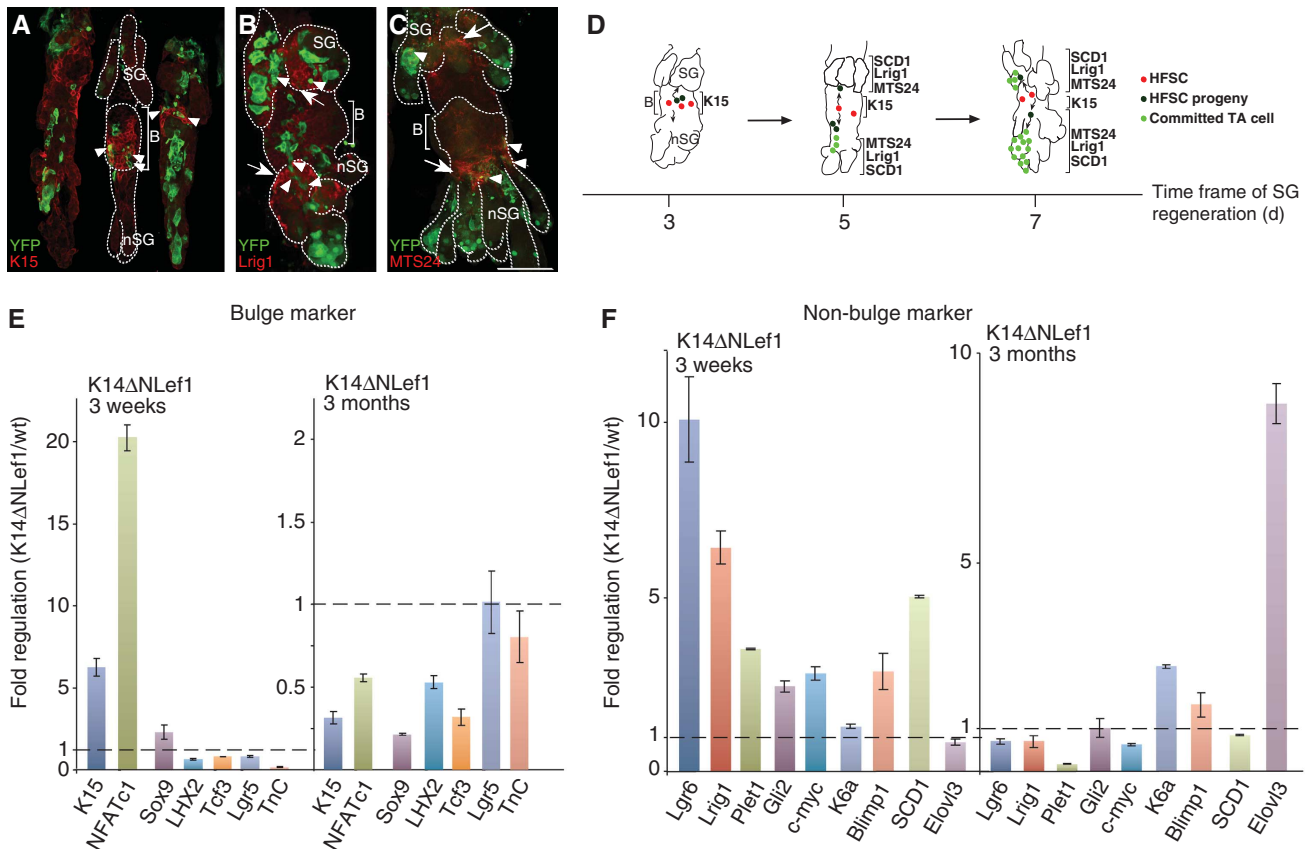 A
B
C
D
SG
B
nSG
YFP
K15
SG
B
nSG
YFP
Lrig1
B
nSG
YFP
MTS24
SG
B
K15
nSG
SCD1
Lrig1
MTS24
K15
MTS24
Lrig1
SCD1
SCD1
Lrig1
MTS24
K15
MTS24
Lrig1
SCD1
HFSC
HFSC progeny
Committed TA cell
3
5
7
Time frame of SG
regeneration (d)
E
Bulge marker
Fold regulation (K14ΔNLef1/wt)
K14ΔNLef1
3 weeks
20
15
10
5
1
0
K15
NFATc1
Sox9
LHX2
Tcf3
Lgr5
TnC
K14ΔNLef1
3 months
2
1.5
1
0.5
K15
NFATc1
Sox9
LHX2
Tcf3
Lgr5
TnC
F
Non-bulge marker
Fold regulation (K14ΔNLef1/wt)
K14ΔNLef1
3 weeks
10
5
1
0
Lgr6
Lrig1
Plet1
Gli2
c-myc
K6a
Blimp1
SCD1
Elovl3
K14ΔNLef1
3 months
10
5
1
Lgr6
Lrig1
Plet1
Gli2
c-myc
K6a
Blimp1
SCD1
Elovl3